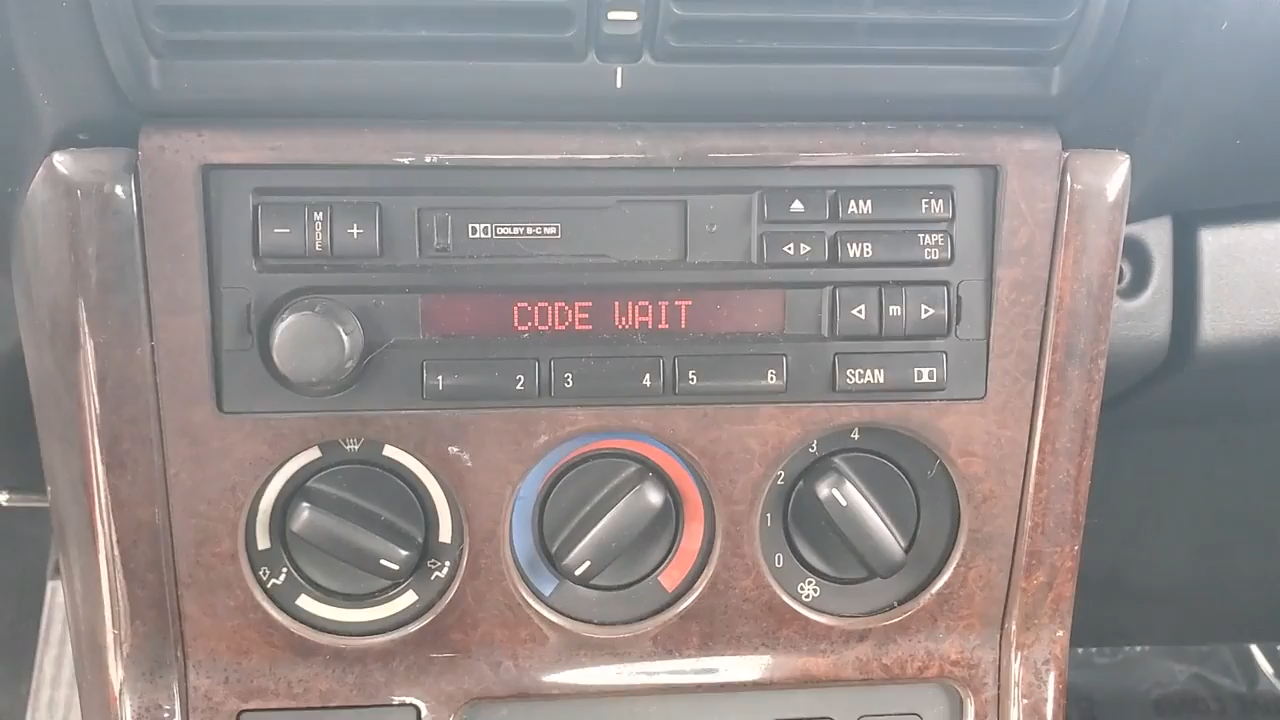 − MODE +
DOLBY B-C NR
AM FM
WB TAPE CD
CODE WAIT
m
1 2 3 4 5 6
SCAN
0 1 2 3 4